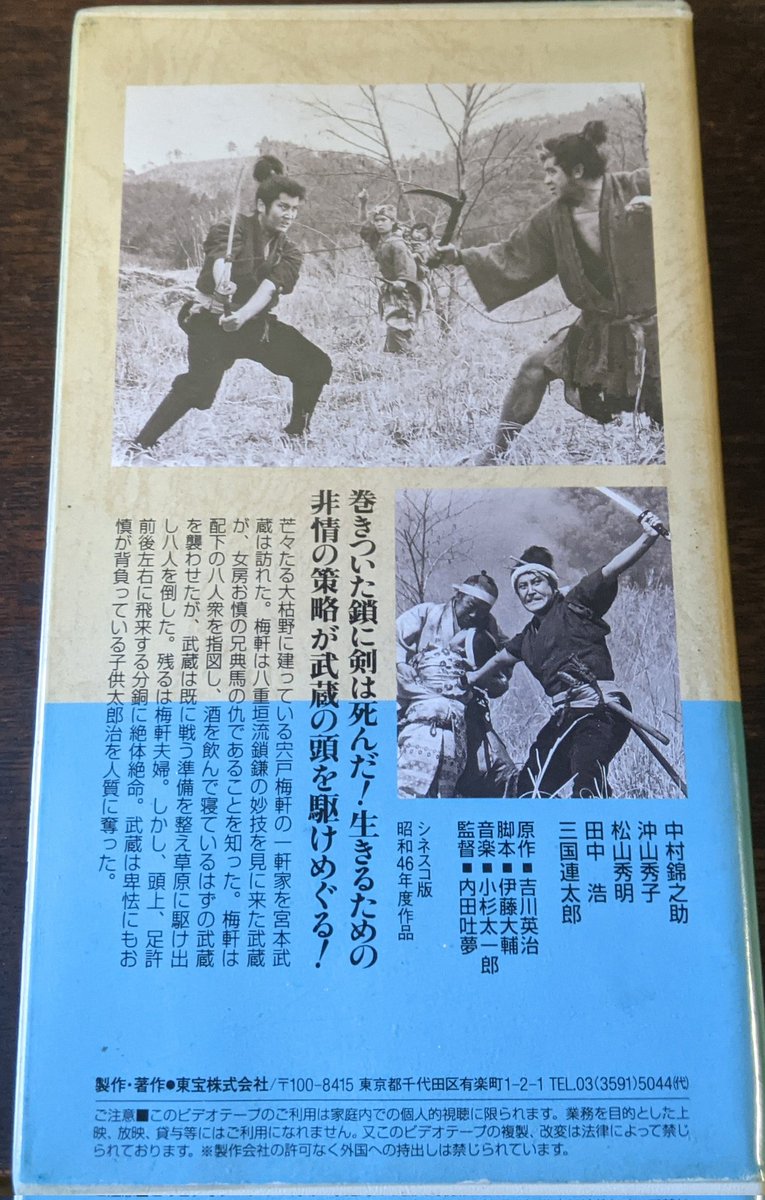 巻きついた鎖に剣は死んだ！生きるための
非情の策略が武蔵の頭を駆けめぐる！
芒々たる大枯野に建っている宍戸梅軒の一軒家を宮本武
蔵は訪れた。梅軒は八重垣流鎖鎌の妙技を見に来た武蔵
が、女房お慎の兄典馬の仇であることを知った。梅軒は
配下の八人衆を指図し、酒を飲んで寝ているはずの武蔵
を襲わせたが、武蔵は既に戦う準備を整え草原に駆け出
し八人を倒した。残るは梅軒夫婦。しかし、頭上、足許
前後左右に飛来する分銅に絶体絶命。武蔵は卑怯にもお
慎が背負っている子供太郎治を人質に奪った。
中村錦之助
沖山秀子
松山秀明
田中 浩
三国連太郎
原作■吉川英治
脚本■伊藤大輔
音楽■小杉太一郎
監督■内田吐夢
シネスコ版
昭和46年度作品
製作・著作●東宝株式会社/〒100-8415 東京都千代田区有楽町1-2-1 TEL.03(3591)5044(代)
ご注意■このビデオテープのご利用は家庭内での個人的視聴に限られます。業務を目的とした上
映、放映、貸与等にはご利用になれません。又このビデオテープの複製、改変は法律によって禁じ
られております。※製作会社の許可なく外国への持出しは禁じられています。